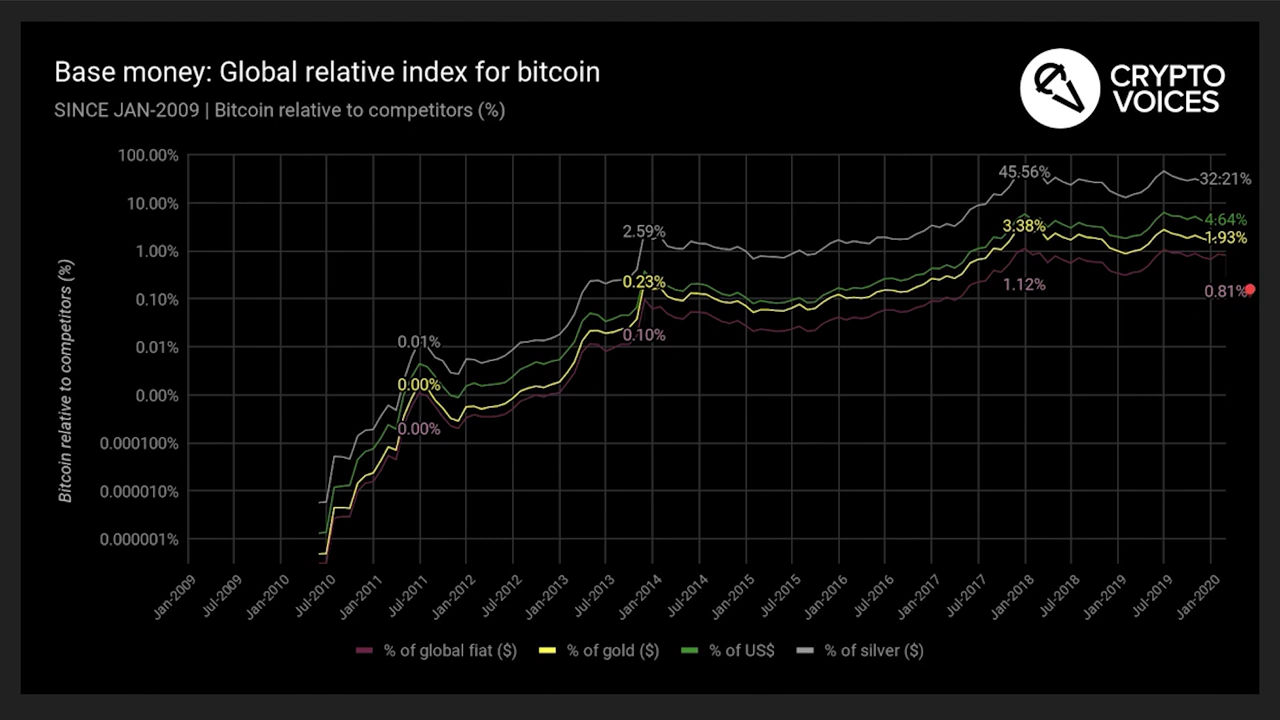 Base money: Global relative index for bitcoin
SINCE JAN-2009 | Bitcoin relative to competitors (%)
CRYPTO
VOICES
Bitcoin relative to competitors (%)
100.00%
10.00%
1.00%
0.10%
0.01%
0.00%
0.000100%
0.000010%
0.000001%
0.01%
0.00%
0.00%
2.59%
0.23%
0.10%
45.56%
3.38%
1.12%
32.21%
4.64%
1.93%
0.81%
Jan-2009
Jul-2009
Jan-2010
Jul-2010
Jan-2011
Jul-2011
Jan-2012
Jul-2012
Jan-2013
Jul-2013
Jan-2014
Jul-2014
Jan-2015
Jul-2015
Jan-2016
Jul-2016
Jan-2017
Jul-2017
Jan-2018
Jul-2018
Jan-2019
Jul-2019
Jan-2020
% of global fiat ($)
% of gold ($)
% of US$
% of silver ($)